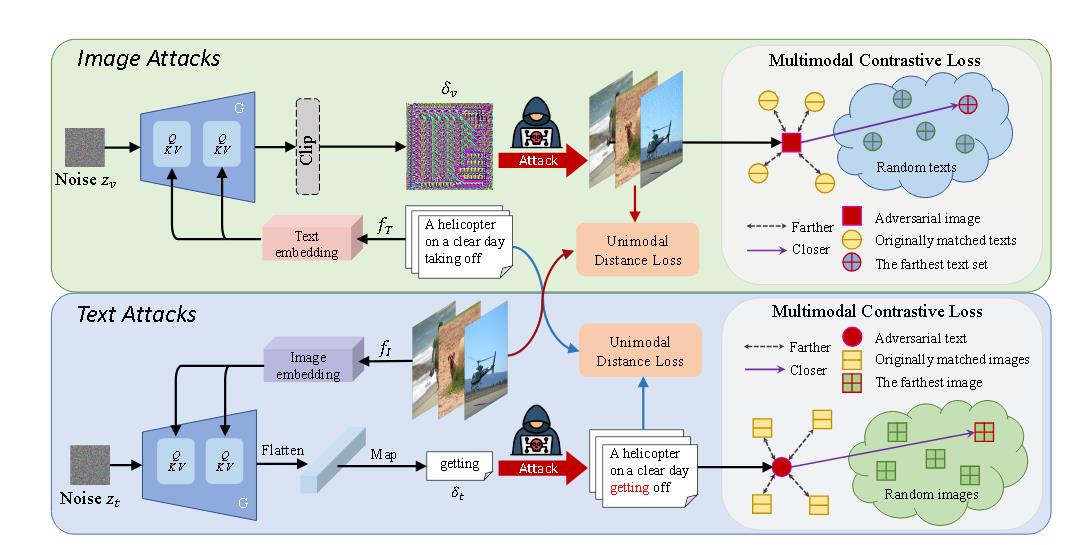 Image Attacks
G
Q
KV
Q
KV
Noise z_v
Clip
δ_v
Attack
Text
embedding
f_T
A helicopter
on a clear day
taking off
Unimodal
Distance Loss
Multimodal Contrastive Loss
Random texts
Farther
Closer
Adversarial image
Originally matched texts
The farthest text set
Text Attacks
Image
embedding
f_I
Q
KV
Q
KV
G
Noise z_t
Flatten
Map
getting
δ_t
Attack
Unimodal
Distance Loss
A helicopter
on a clear day
getting off
Multimodal Contrastive Loss
Farther
Closer
Adversarial text
Originally matched images
The farthest image
Random images